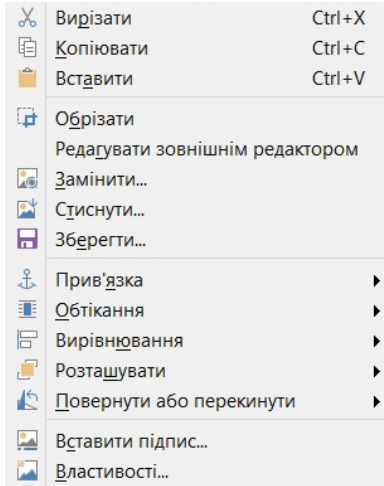 Вирізати Ctrl+X
Копіювати Ctrl+C
Вставити Ctrl+V
Обрізати
Редагувати зовнішнім редактором
Замінити...
Стиснути...
Зберегти...
Прив'язка
Обтікання
Вирівнювання
Розташувати
Повернути або перекинути
Вставити підпис...
Властивості...